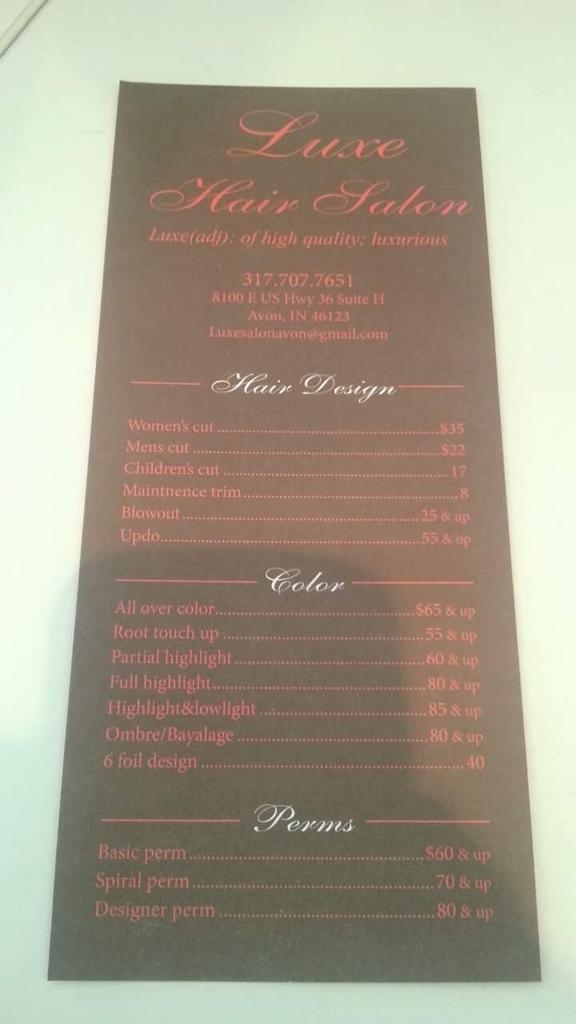 Luxe
Hair Salon
Luxe(adj): of high quality; luxurious
317.707.7651
8100 E US Hwy 36 Suite H
Avon, IN 46123
Luxesalonavon@gmail.com
Hair Design
Women's cut ........ $35
Mens cut ........ $22
Children's cut ........ 17
Maintnence trim ........ 8
Blowout ........ 25 & up
Updo ........ 55 & up
Color
All over color ........ $65 & up
Root touch up ........ 55 & up
Partial highlight ........ 60 & up
Full highlight ........ 80 & up
Highlight&lowlight ........ 85 & up
Ombre/Bayalage ........ 80 & up
6 foil design ........ 40
Perms
Basic perm ........ $60 & up
Spiral perm ........ 70 & up
Designer perm ........ 80 & up